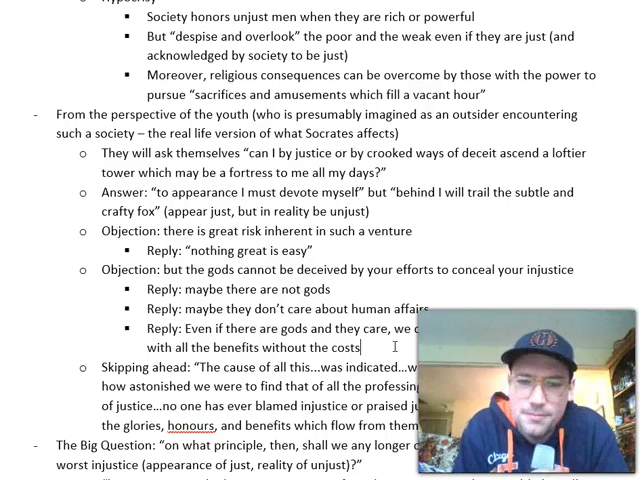 Hypocrisy
Society honors unjust men when they are rich or powerful
But “despise and overlook” the poor and the weak even if they are just (and
acknowledged by society to be just)
Moreover, religious consequences can be overcome by those with the power to
pursue “sacrifices and amusements which fill a vacant hour”
- From the perspective of the youth (who is presumably imagined as an outsider encountering
such a society – the real life version of what Socrates affects)
They will ask themselves “can I by justice or by crooked ways of deceit ascend a loftier
tower which may be a fortress to me all my days?”
Answer: “to appearance I must devote myself” but “behind I will trail the subtle and
crafty fox” (appear just, but in reality be unjust)
Objection: there is great risk inherent in such a venture
Reply: “nothing great is easy”
Objection: but the gods cannot be deceived by your efforts to conceal your injustice
Reply: maybe there are not gods
Reply: maybe they don’t care about human affairs
Reply: Even if there are gods and they care, we
with all the benefits without the costs
Skipping ahead: “The cause of all this...was indicated...
how astonished we were to find that of all the professing
of justice…no one has ever blamed injustice or praised
the glories, honours, and benefits which flow from them
- The Big Question: “on what principle, then, shall we any longer
worst injustice (appearance of just, reality of unjust)?”